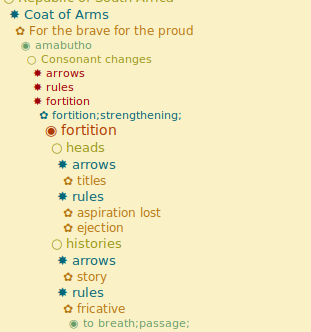 Republic of South Africa
Coat of Arms
For the brave for the proud
amabutho
Consonant changes
arrows
rules
fortition
fortition;strengthening;
fortition
heads
arrows
titles
rules
aspiration lost
ejection
histories
arrows
story
rules
fricative
to breath;passage;